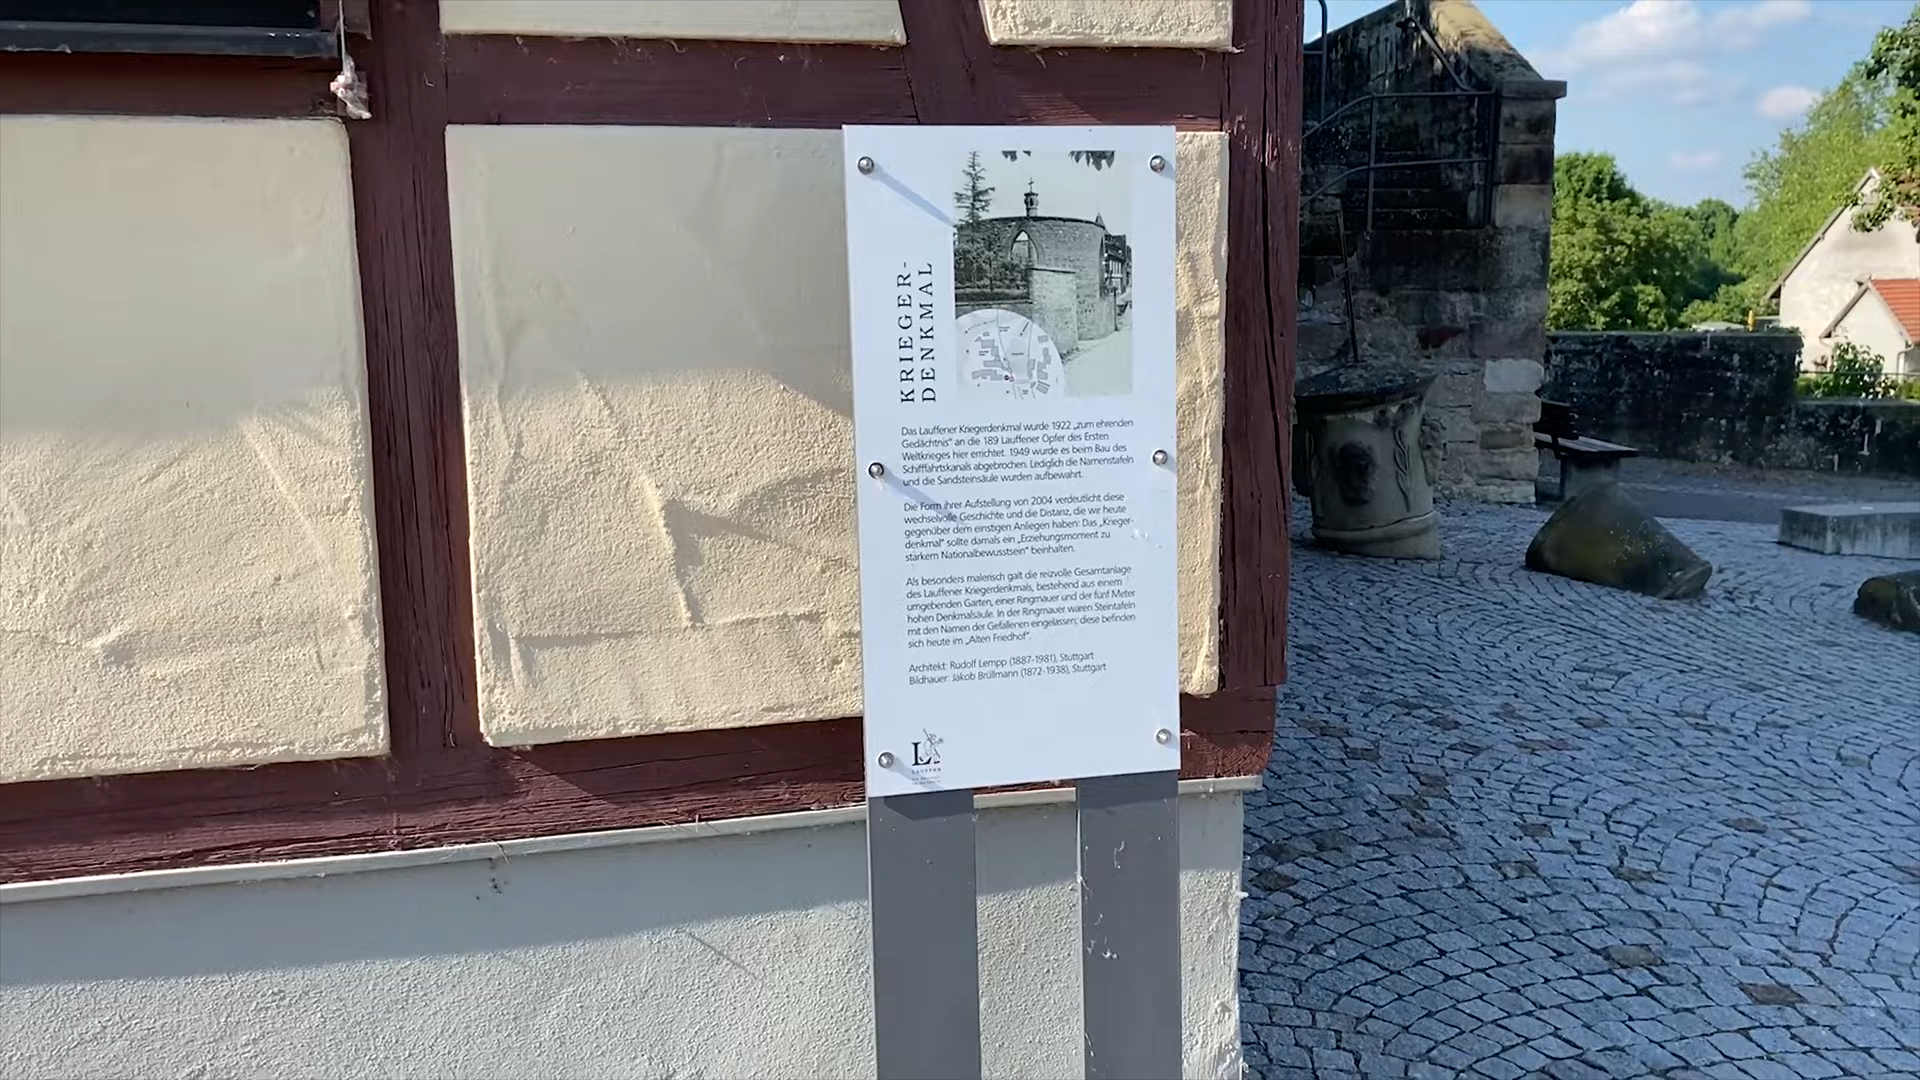 KRIEGER-
DENKMAL
Das Lauffener Kriegerdenkmal wurde 1922 „zum ehrenden
Gedächtnis“ an die 189 Lauffener Opfer des Ersten
Weltkrieges hier errichtet. 1949 wurde es beim Bau des
Schifffahrtskanals abgebrochen. Lediglich die Namenstafeln
und die Sandsteinsäule wurden aufbewahrt.
Die Form ihrer Aufstellung von 2004 verdeutlicht diese
wechselvolle Geschichte und die Distanz, die wir heute
gegenüber dem einstigen Anliegen haben: Das „Krieger-
denkmal“ sollte damals ein „Erziehungsmoment zu
starkem Nationalbewusstsein“ beinhalten.
Als besonders malerisch galt die reizvolle Gesamtanlage
des Lauffener Kriegerdenkmals, bestehend aus einem
umgebenden Garten, einer Ringmauer und der fünf Meter
hohen Denkmalsäule. In der Ringmauer waren Steintafeln
mit den Namen der Gefallenen eingelassen; diese befinden
sich heute im „Alten Friedhof“.
Architekt: Rudolf Lempp (1887-1981), Stuttgart
Bildhauer: Jakob Brüllmann (1872-1938), Stuttgart
LA
LAUFFEN